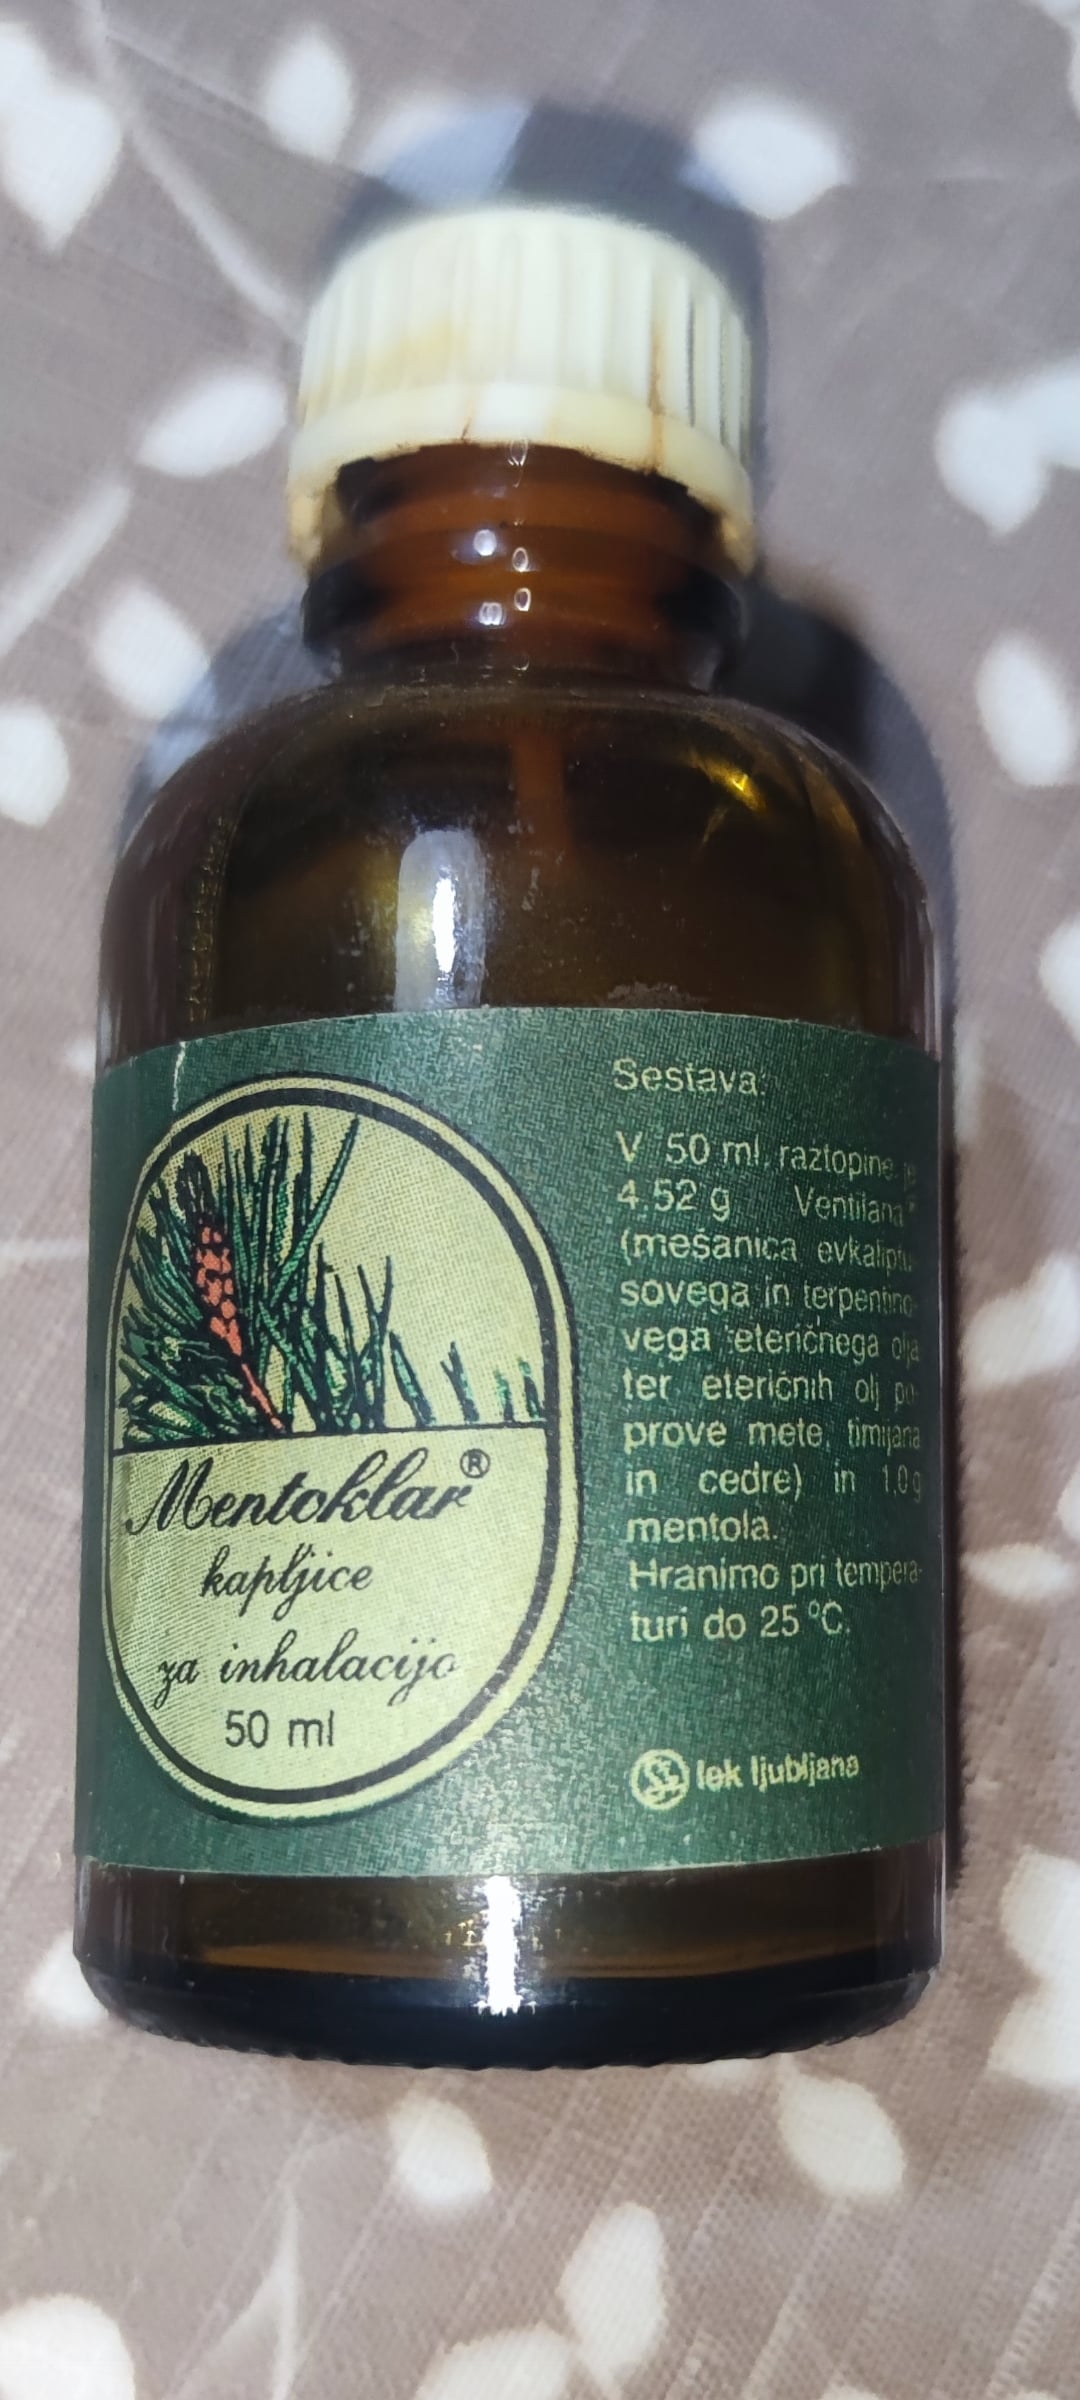 Mentoklar®
kapljice
za inhalacijo
50 ml
Sestava:
V 50 ml raztopine je
4.52 g Ventilana®
(mešanica evkaliptu-
sovega in terpentino-
vega eteričnega olja
ter eteričnih olj po-
prove mete, timijana
in cedre) in 1,0 g
mentola.
Hranimo pri tempera-
turi do 25 °C.
lek ljubljana